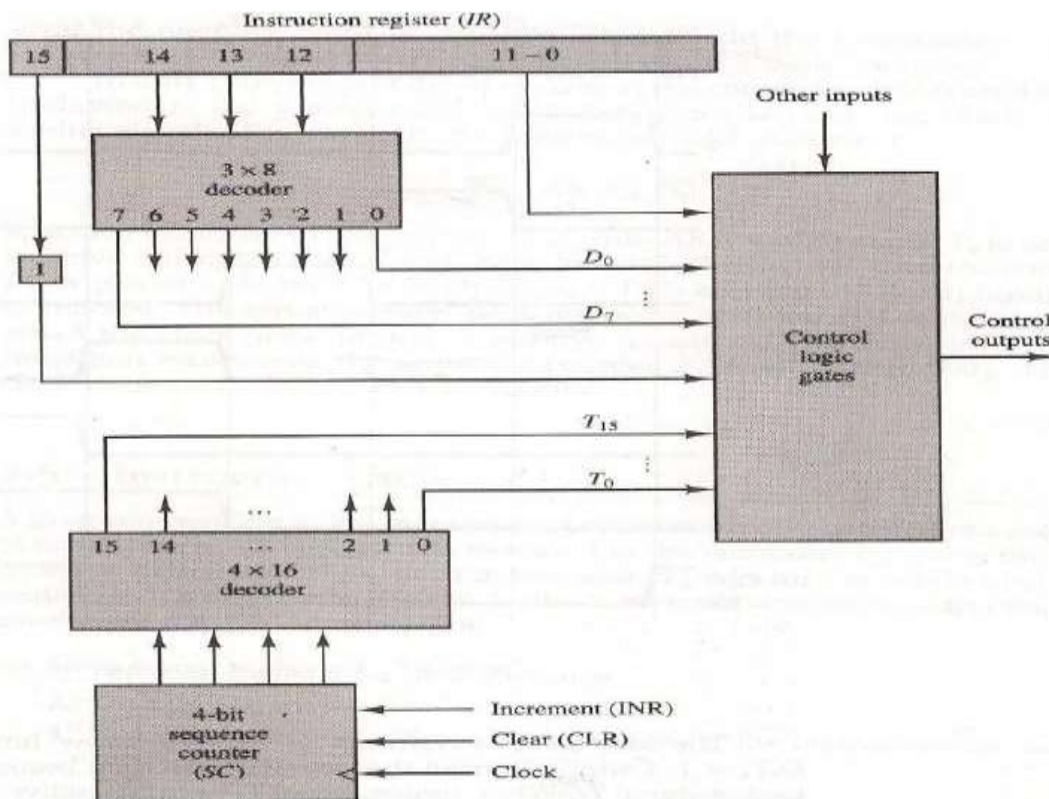 Instruction register (IR)
15 14 13 12 11 – 0
Other inputs
3 × 8
decoder
7 6 5 4 3 2 1 0
I
D0
⋮
D7
Control
logic
gates
Control
outputs
T15
⋮
T0
...
15 14 ... 2 1 0
4 × 16
decoder
4-bit
sequence
counter
(SC)
Increment (INR)
Clear (CLR)
Clock